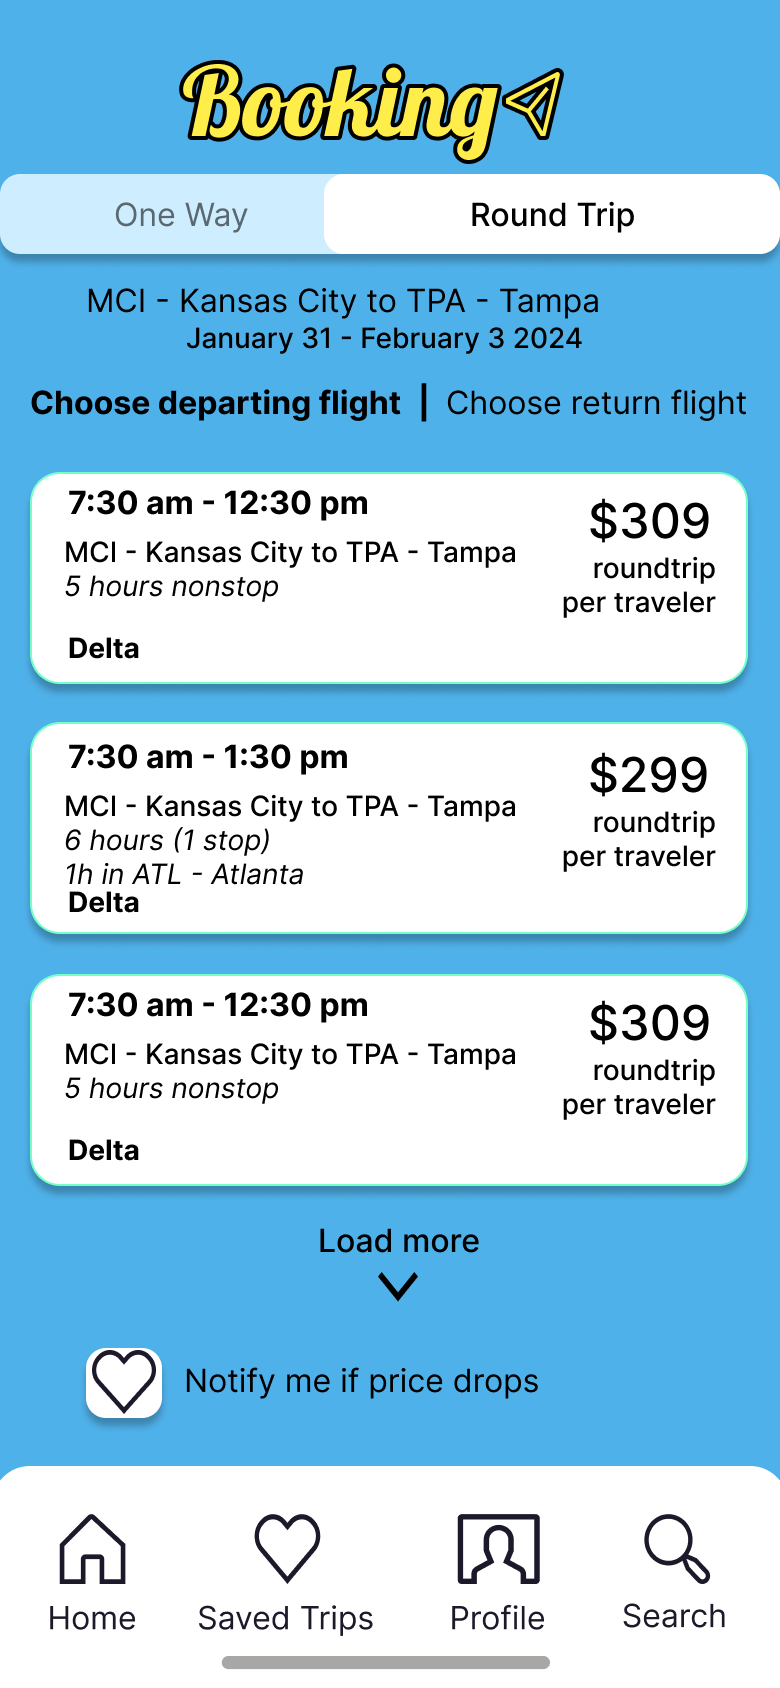 Booking
One Way
Round Trip
MCI - Kansas City to TPA - Tampa
January 31 - February 3 2024
Choose departing flight | Choose return flight
7:30 am - 12:30 pm
$309
MCI - Kansas City to TPA - Tampa
roundtrip
5 hours nonstop
per traveler
Delta
7:30 am - 1:30 pm
$299
MCI - Kansas City to TPA - Tampa
roundtrip
6 hours (1 stop)
per traveler
1h in ATL - Atlanta
Delta
7:30 am - 12:30 pm
$309
MCI - Kansas City to TPA - Tampa
roundtrip
5 hours nonstop
per traveler
Delta
Load more
Notify me if price drops
Home
Saved Trips
Profile
Search